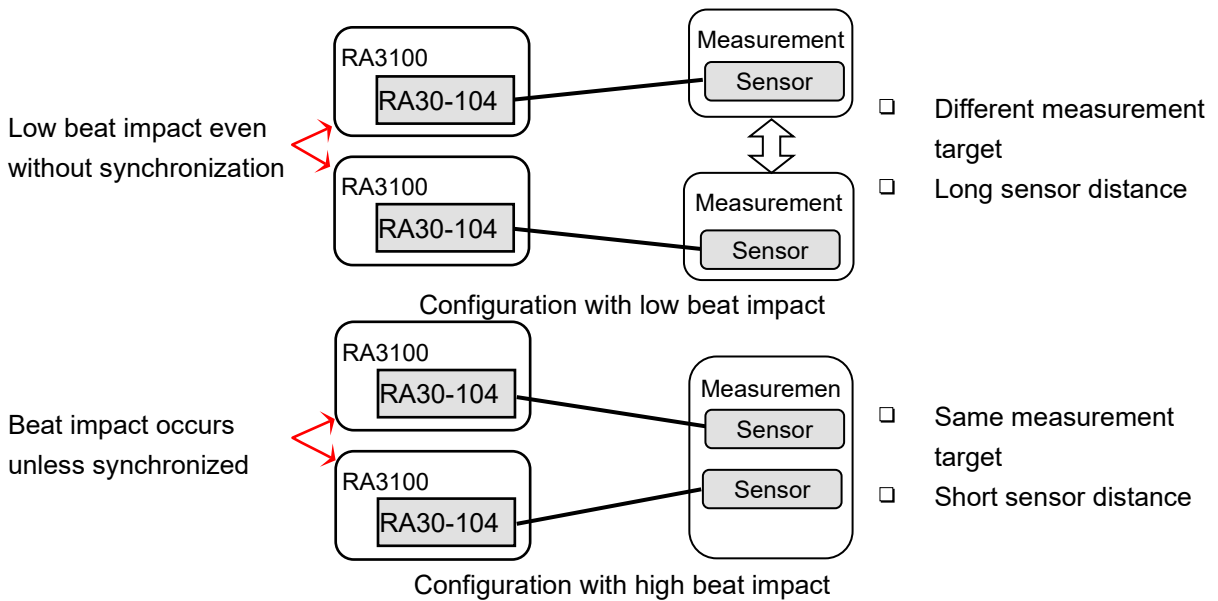 RA3100
RA30-104
Measurement
Sensor
Low beat impact even
without synchronization
❑ Different measurement
target
❑ Long sensor distance
RA3100
RA30-104
Measurement
Sensor
Configuration with low beat impact
RA3100
RA30-104
Measuremen
Sensor
Beat impact occurs
unless synchronized
❑ Same measurement
target
❑ Short sensor distance
RA3100
RA30-104
Sensor
Configuration with high beat impact